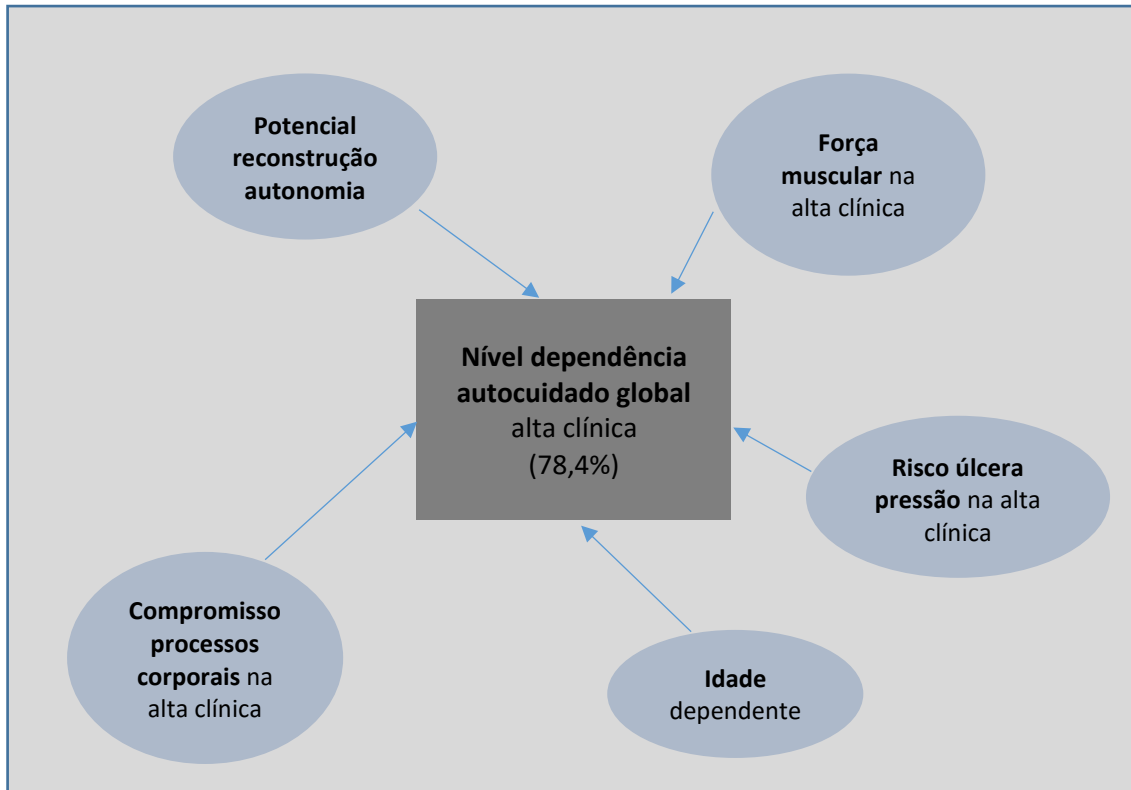 Potencial
reconstrução
autonomia
Força
muscular na
alta clínica
Nível dependência
autocuidado global
alta clínica
(78,4%)
Risco úlcera
pressão na alta
clínica
Compromisso
processos
corporais na
alta clínica
Idade
dependente